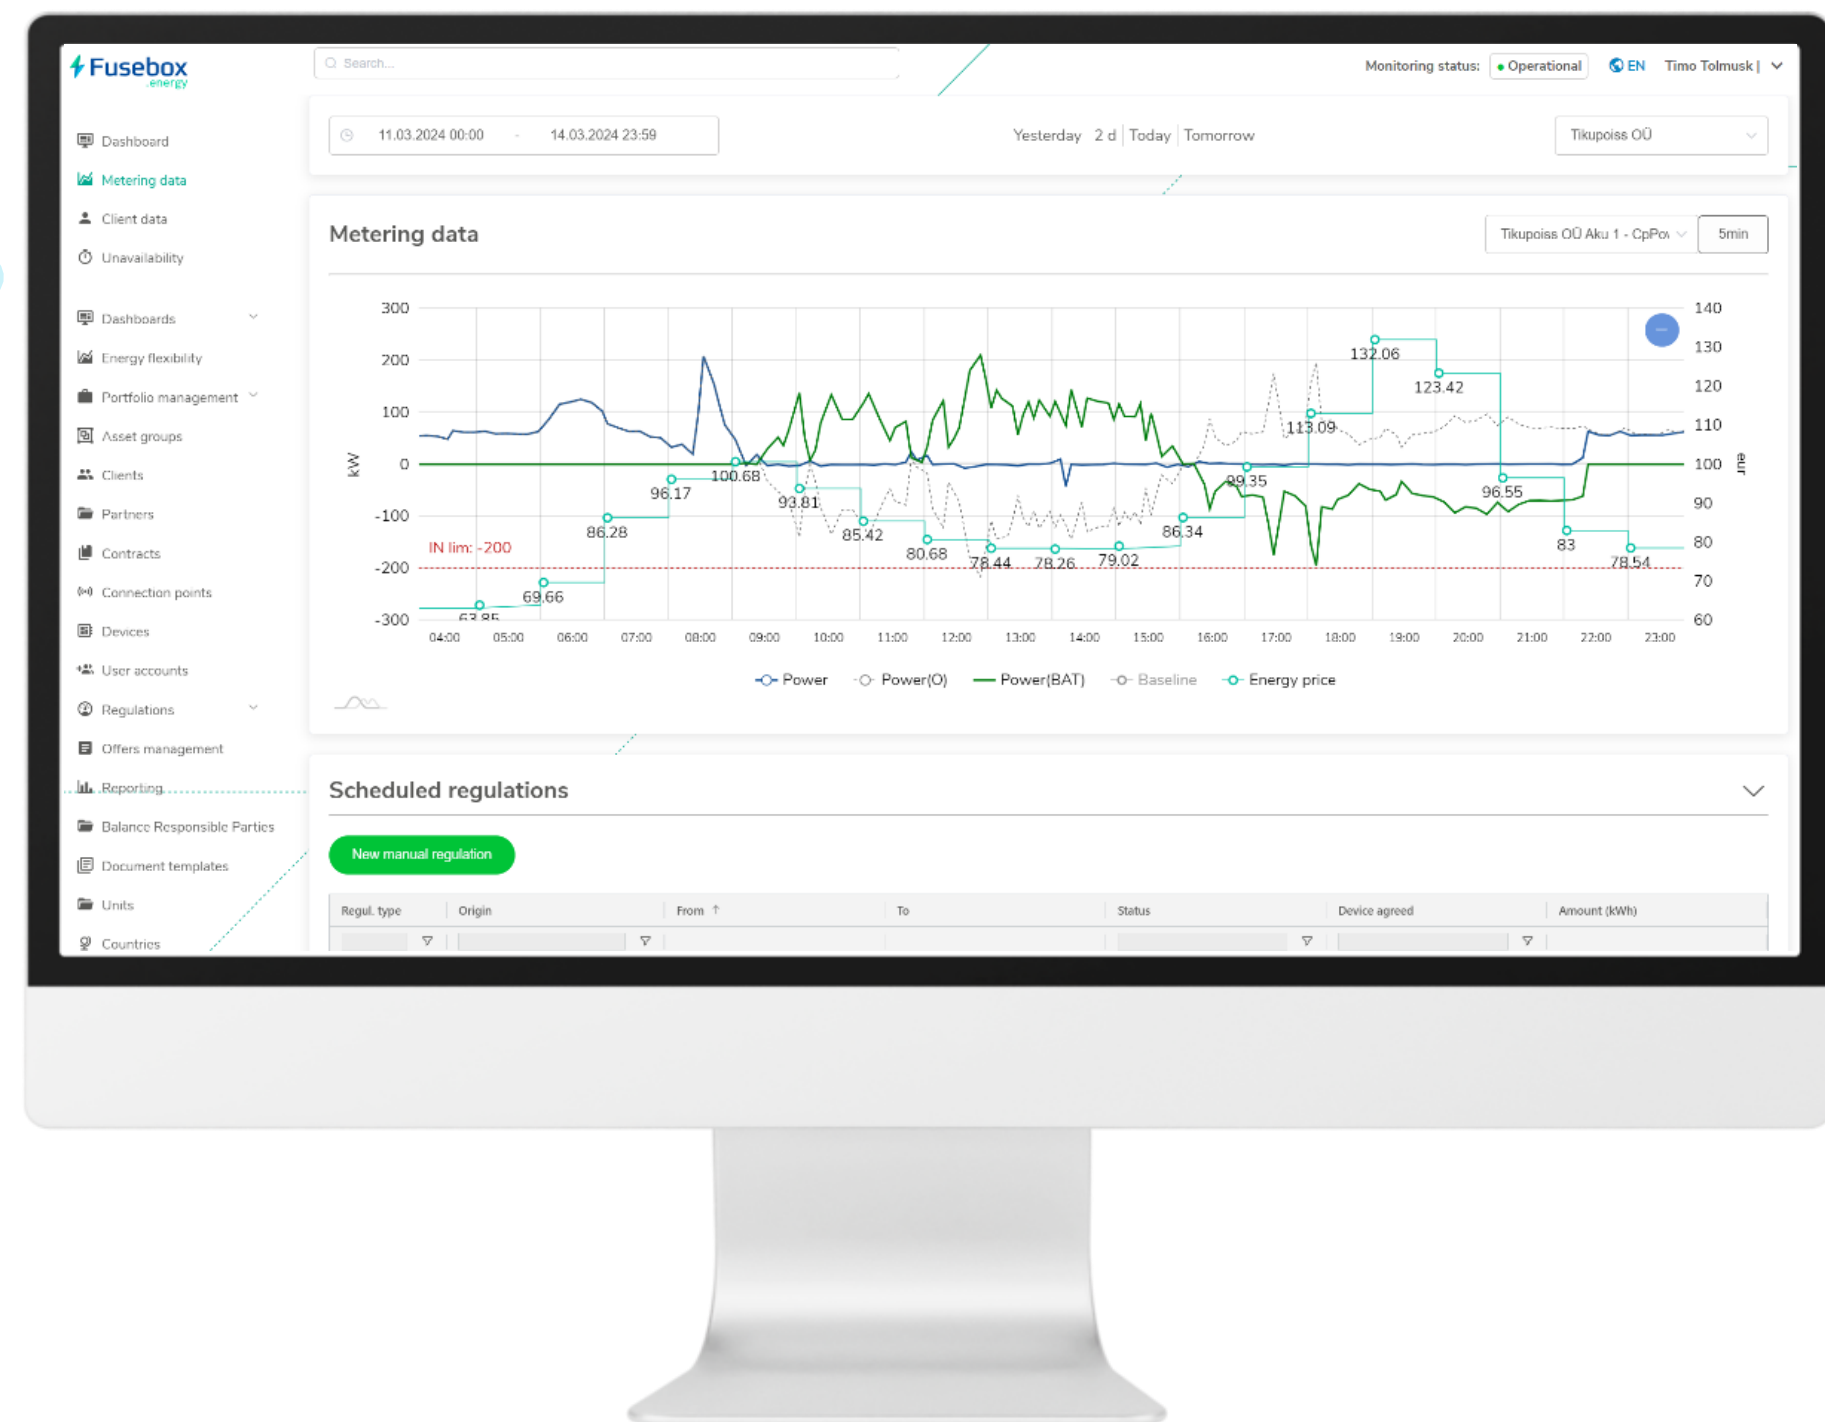 Fusebox
.energy
Search...
Monitoring status: Operational EN Timo Tolmusk |
Dashboard
Metering data
Client data
Unavailability
Dashboards
Energy flexibility
Portfolio management
Asset groups
Clients
Partners
Contracts
Connection points
Devices
User accounts
Regulations
Offers management
Reporting
Balance Responsible Parties
Document templates
Units
Countries
11.03.2024 00:00 - 14.03.2024 23:59
Yesterday 2 d Today Tomorrow
Tikupoiss OÜ
Metering data
Tikupoiss OÜ Aku 1 - CpPo
5min
300
200
100
0
-100
-200
-300
kW
140
130
120
110
100
90
80
70
60
eur
IN lim: -200
63.85
69.66
86.28
96.17
100.68
93.81
85.42
80.68
78.44
78.26
79.02
86.34
99.35
113.09
132.06
123.42
96.55
83
78.54
04:00 05:00 06:00 07:00 08:00 09:00 10:00 11:00 12:00 13:00 14:00 15:00 16:00 17:00 18:00 19:00 20:00 21:00 22:00 23:00
Power Power(O) Power(BAT) Baseline Energy price
Scheduled regulations
New manual regulation
Regul. type Origin From ↑ To Status Device agreed Amount (kWh)